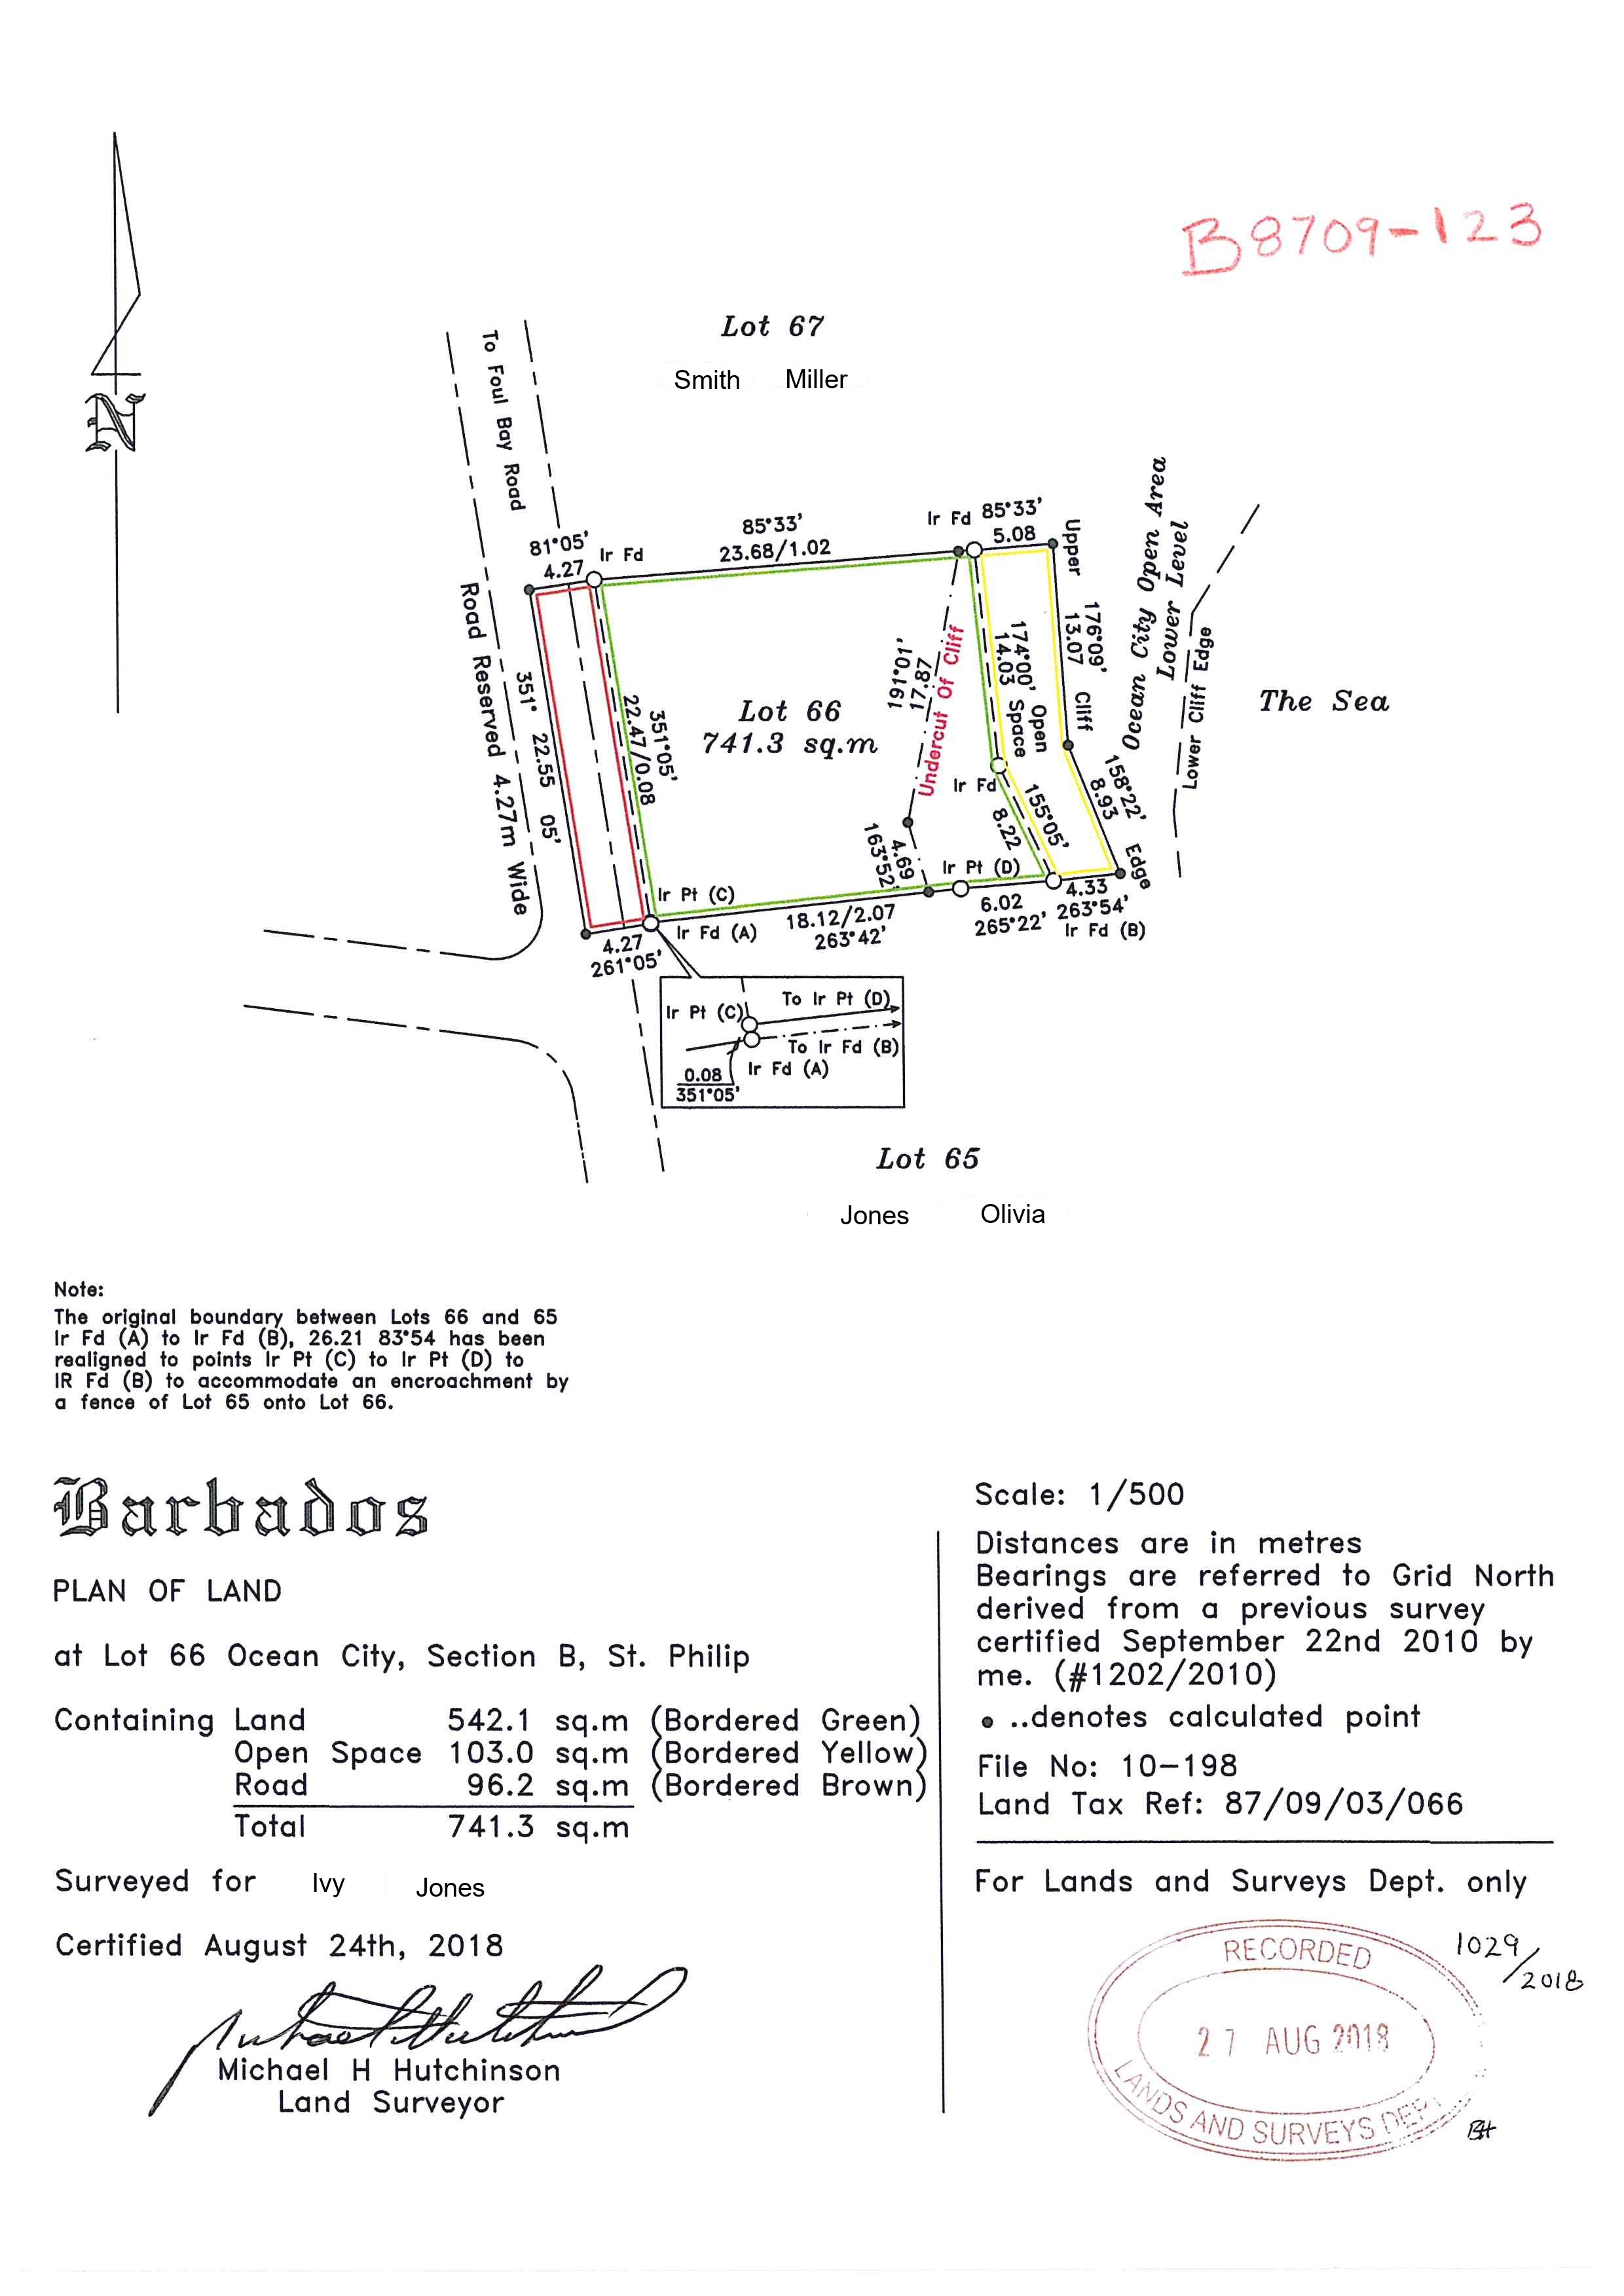 B8709-123
N
Lot 67
Smith Miller
To Foul Bay Road
Road Reserved 4.27m Wide
81°05'
4.27
Ir Fd
85°33'
23.68/1.02
Ir Fd
85°33'
5.08
Upper
Cliff
Edge
176°09'
13.07
158°22'
8.93
Ocean City Open Area
Lower Level
Lower Cliff Edge
The Sea
351° 22.55 05'
351°05'
22.47/0.08
Lot 66
741.3 sq.m
191°01'
17.87
Undercut Of Cliff
174°00'
14.03
Open
Space
Ir Fd
155°05'
8.22
4.69
163°52'
Ir Pt (D)
Ir Pt (C)
Ir Fd (A)
4.27
261°05'
18.12/2.07
263°42'
6.02
265°22'
4.33
263°54'
Ir Fd (B)
Ir Pt (C)
To Ir Pt (D)
To Ir Fd (B)
Ir Fd (A)
0.08
351°05'
Lot 65
Jones Olivia
Note:
The original boundary between Lots 66 and 65
Ir Fd (A) to Ir Fd (B), 26.21 83°54 has been
realigned to points Ir Pt (C) to Ir Pt (D) to
IR Fd (B) to accommodate an encroachment by
a fence of Lot 65 onto Lot 66.
Barbados
PLAN OF LAND
at Lot 66 Ocean City, Section B, St. Philip
Containing Land 542.1 sq.m (Bordered Green)
Open Space 103.0 sq.m (Bordered Yellow)
Road 96.2 sq.m (Bordered Brown)
Total 741.3 sq.m
Surveyed for Ivy Jones
Certified August 24th, 2018
Michael H Hutchinson
Land Surveyor
Scale: 1/500
Distances are in metres
Bearings are referred to Grid North
derived from a previous survey
certified September 22nd 2010 by
me. (#1202/2010)
● ..denotes calculated point
File No: 10-198
Land Tax Ref: 87/09/03/066
For Lands and Surveys Dept. only
RECORDED
27 AUG 2018
LANDS AND SURVEYS DEPT
1029/2018
BH